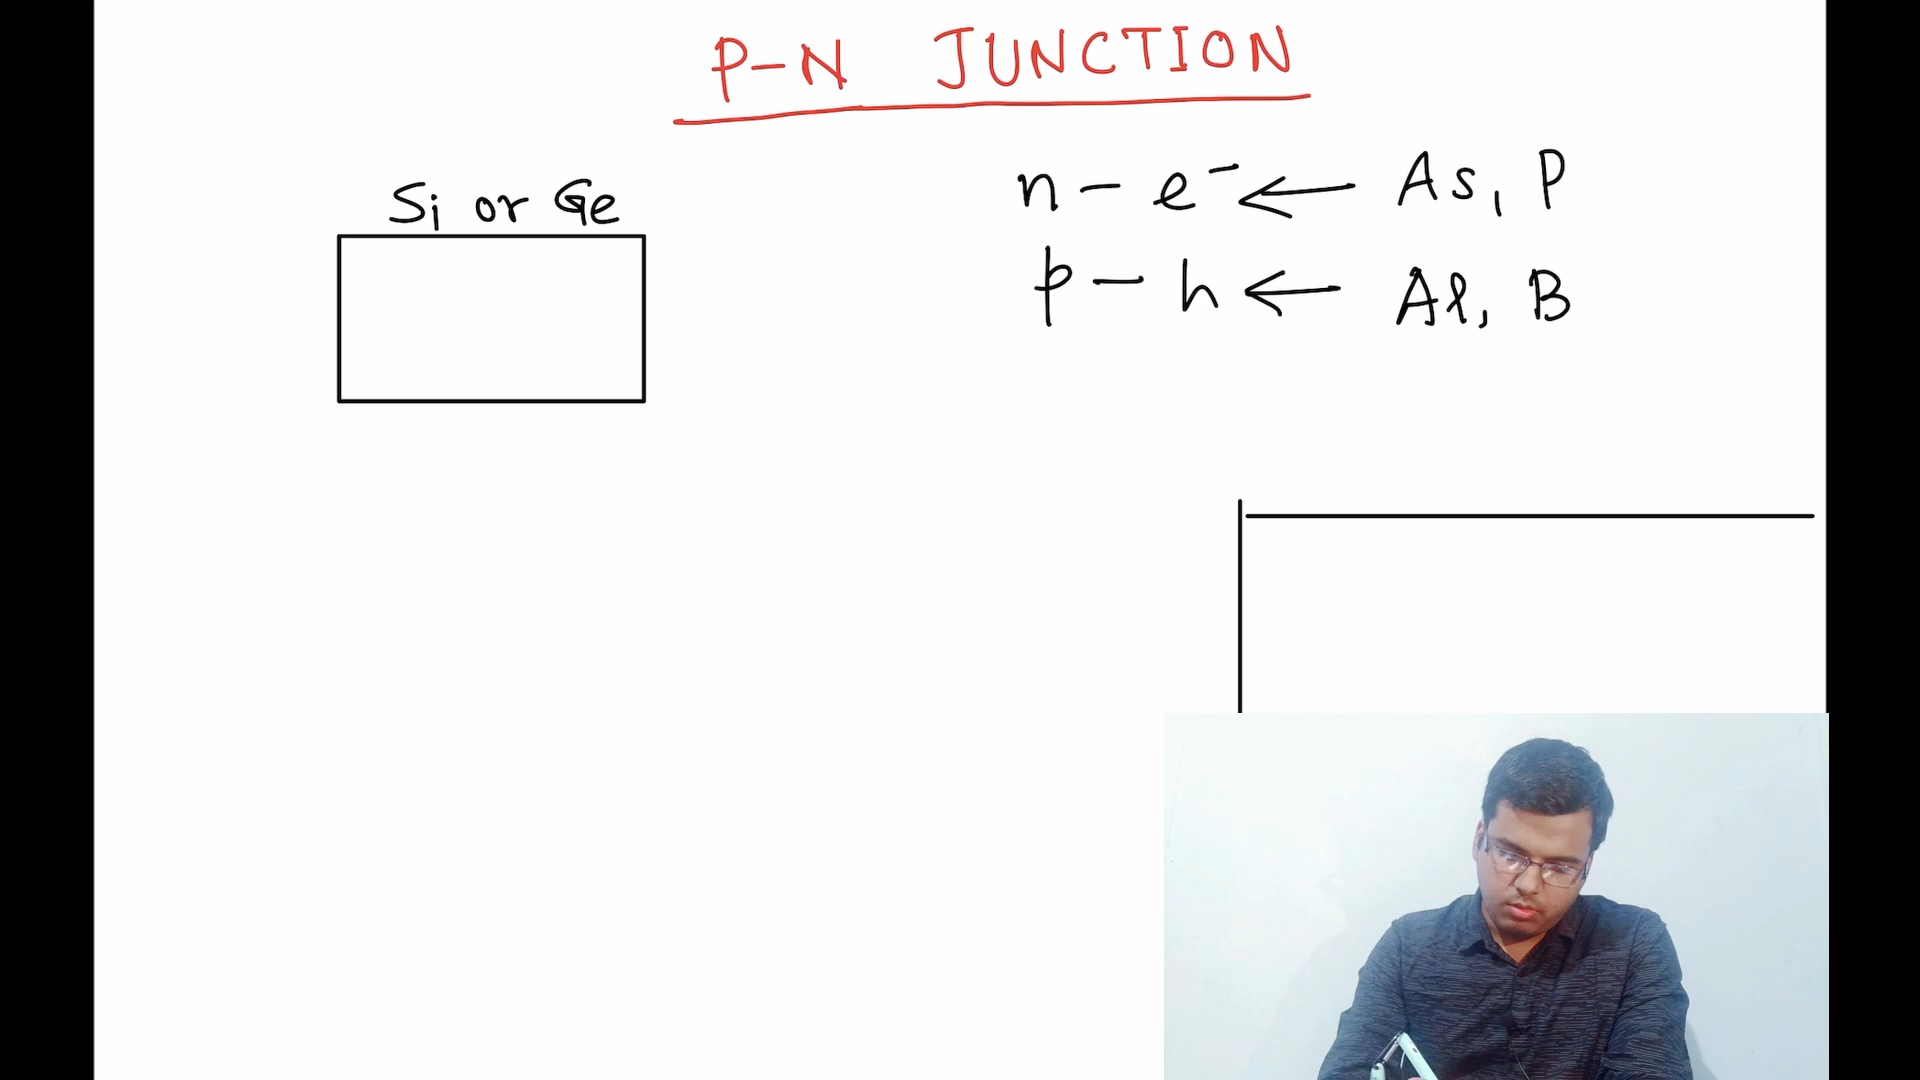 P-N JUNCTION
Si or Ge
n - e⁻ ← As, P
p - h ← Al, B